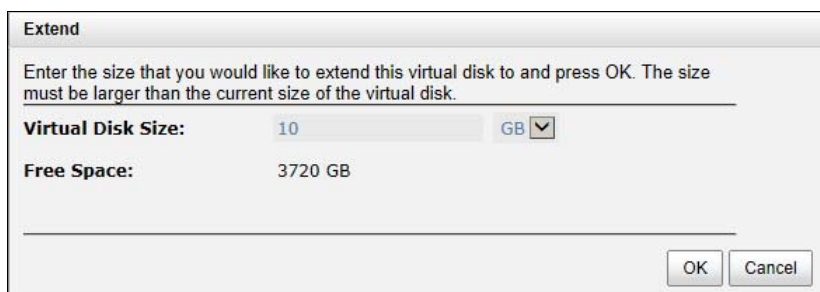 Extend
Enter the size that you would like to extend this virtual disk to and press OK. The size
must be larger than the current size of the virtual disk.
Virtual Disk Size: 10 GB
Free Space: 3720 GB
OK Cancel